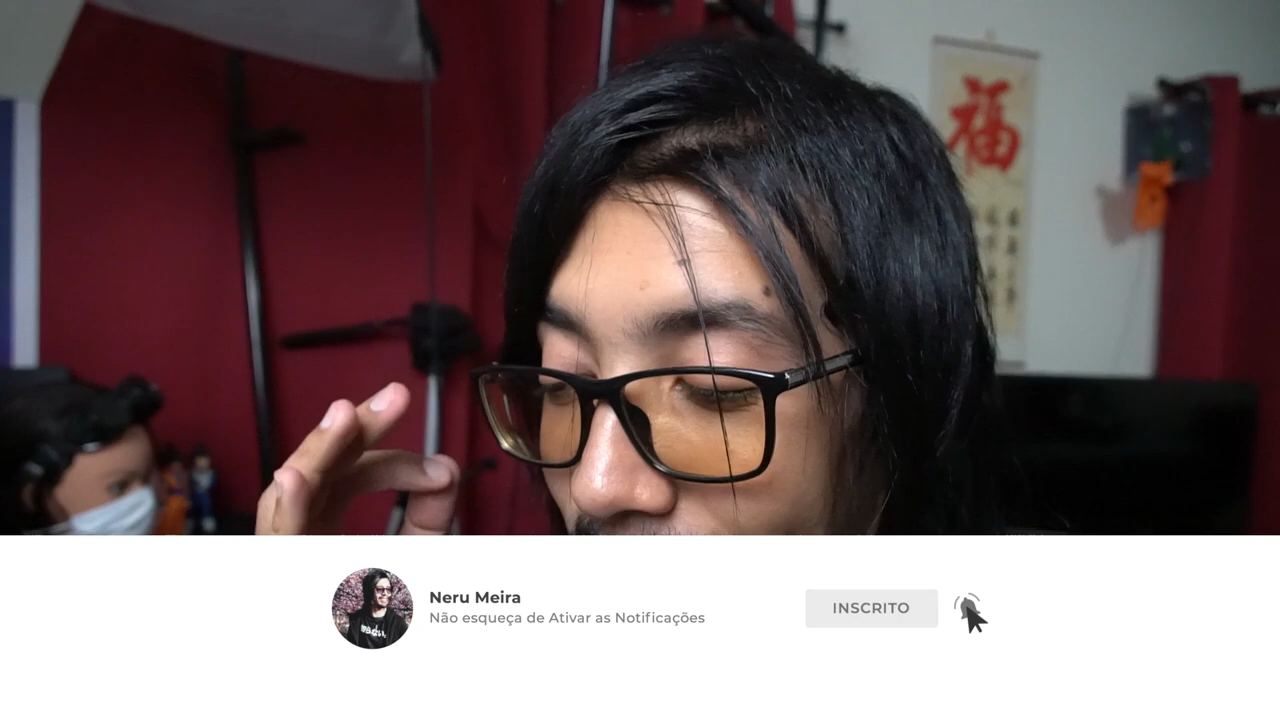 福
Neru Meira
Não esqueça de Ativar as Notificações
INSCRITO